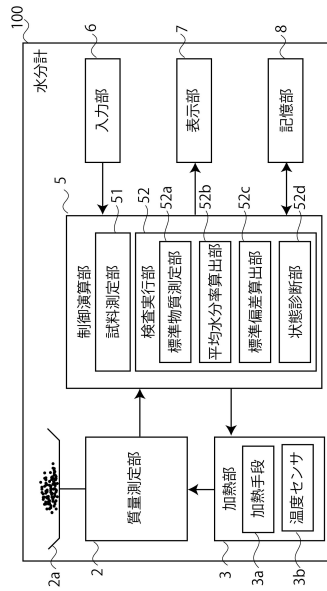 100
水分計
2a
質量測定部
2
加熱部
3
加熱手段
3a
温度センサ
3b
5
制御演算部
試料測定部
51
検査実行部
52
標準物質測定部
52a
平均水分率算出部
52b
標準偏差算出部
52c
状態診断部
52d
入力部
6
表示部
7
記憶部
8